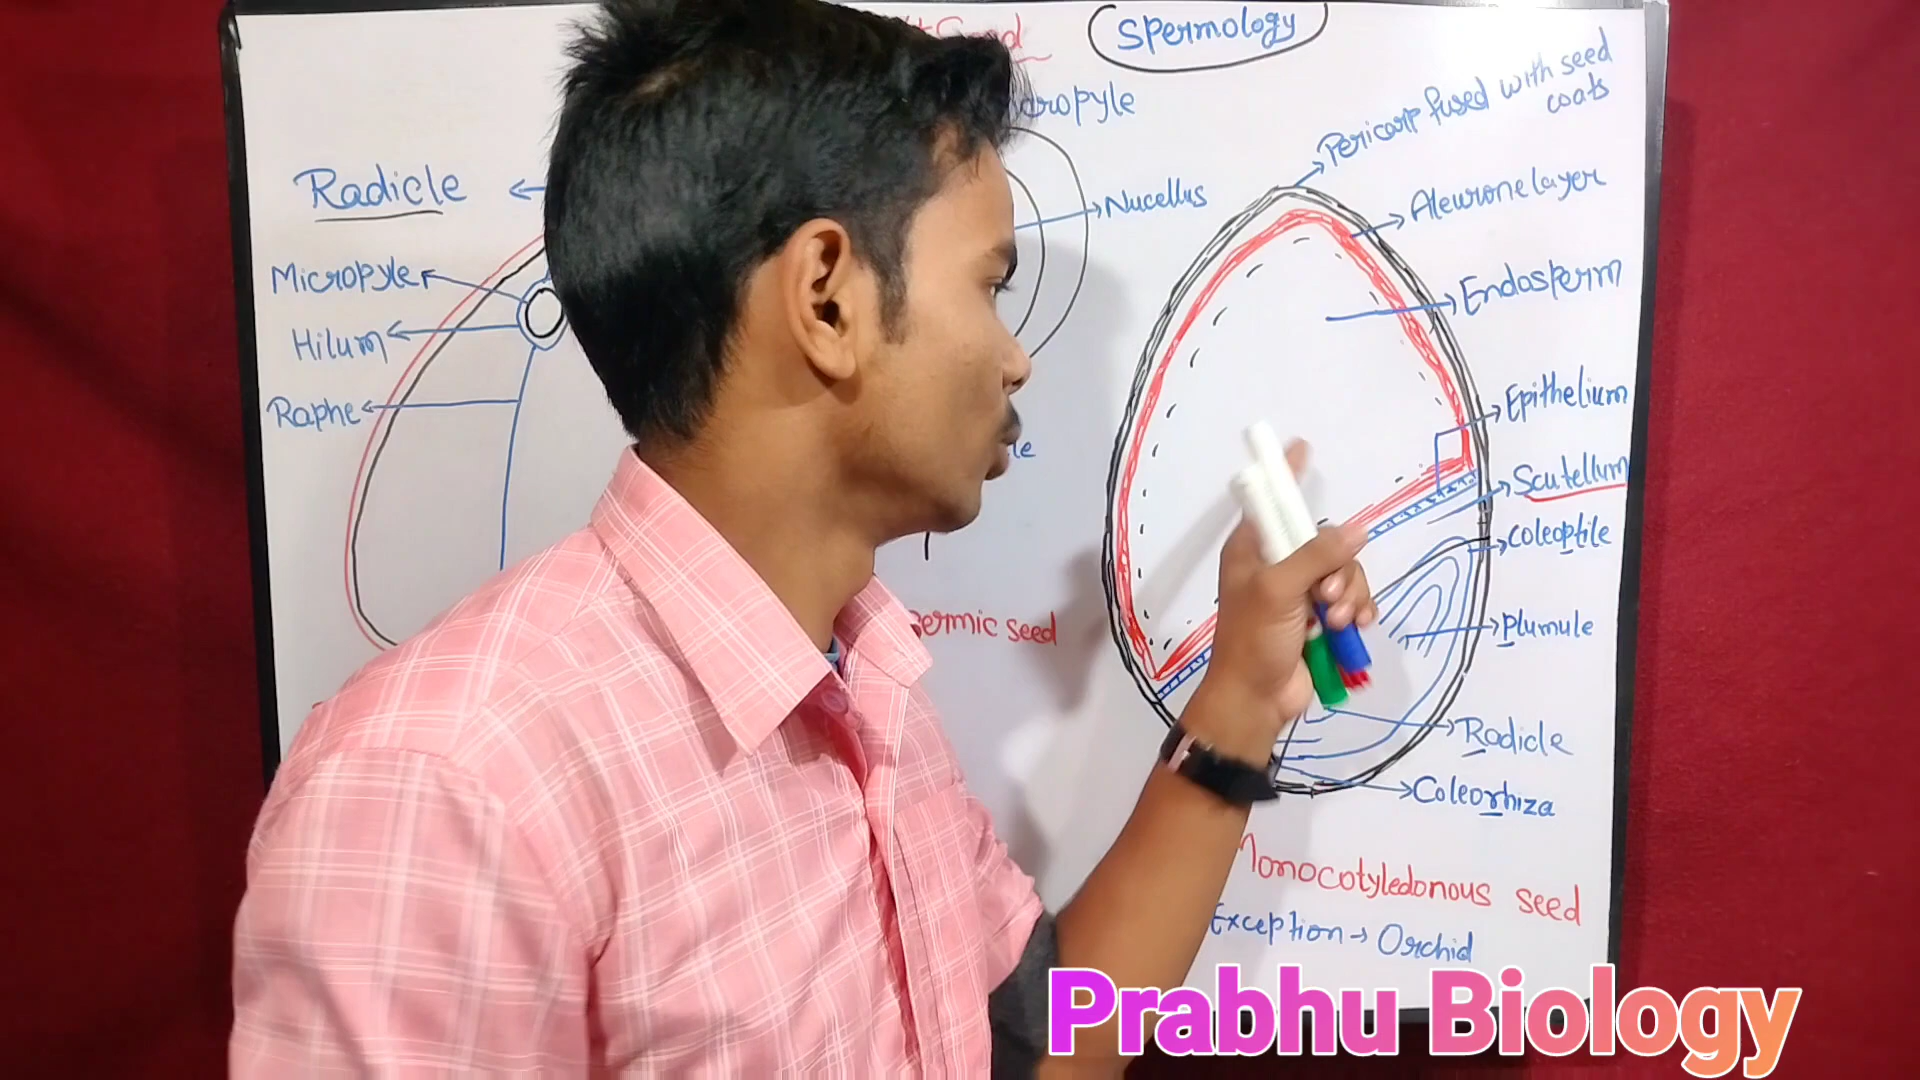 Spermology
Radicle
Micropyle
Hilum
Raphe
Nucellus
seed
Pericarp fused with seed
coats
Aleurone layer
Endosperm
Epithelium
Scutellum
Coleoptile
Plumule
Radicle
Coleorhiza
Monocotyledonous seed
Exception → Orchid
Prabhu Biology